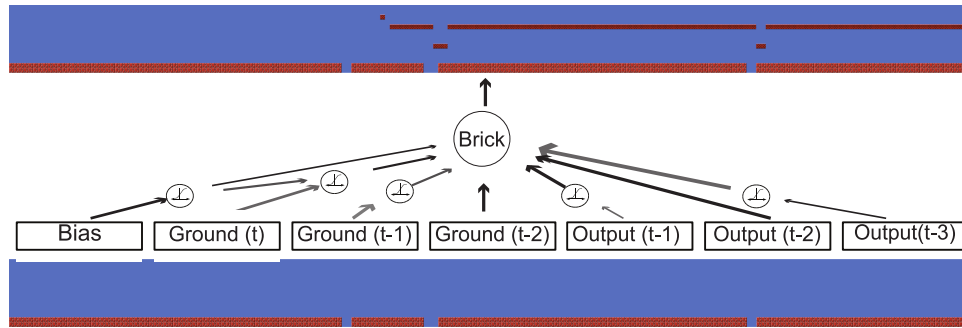 Brick
Bias
Ground (t)
Ground (t-1)
Ground (t-2)
Output (t-1)
Output (t-2)
Output(t-3)